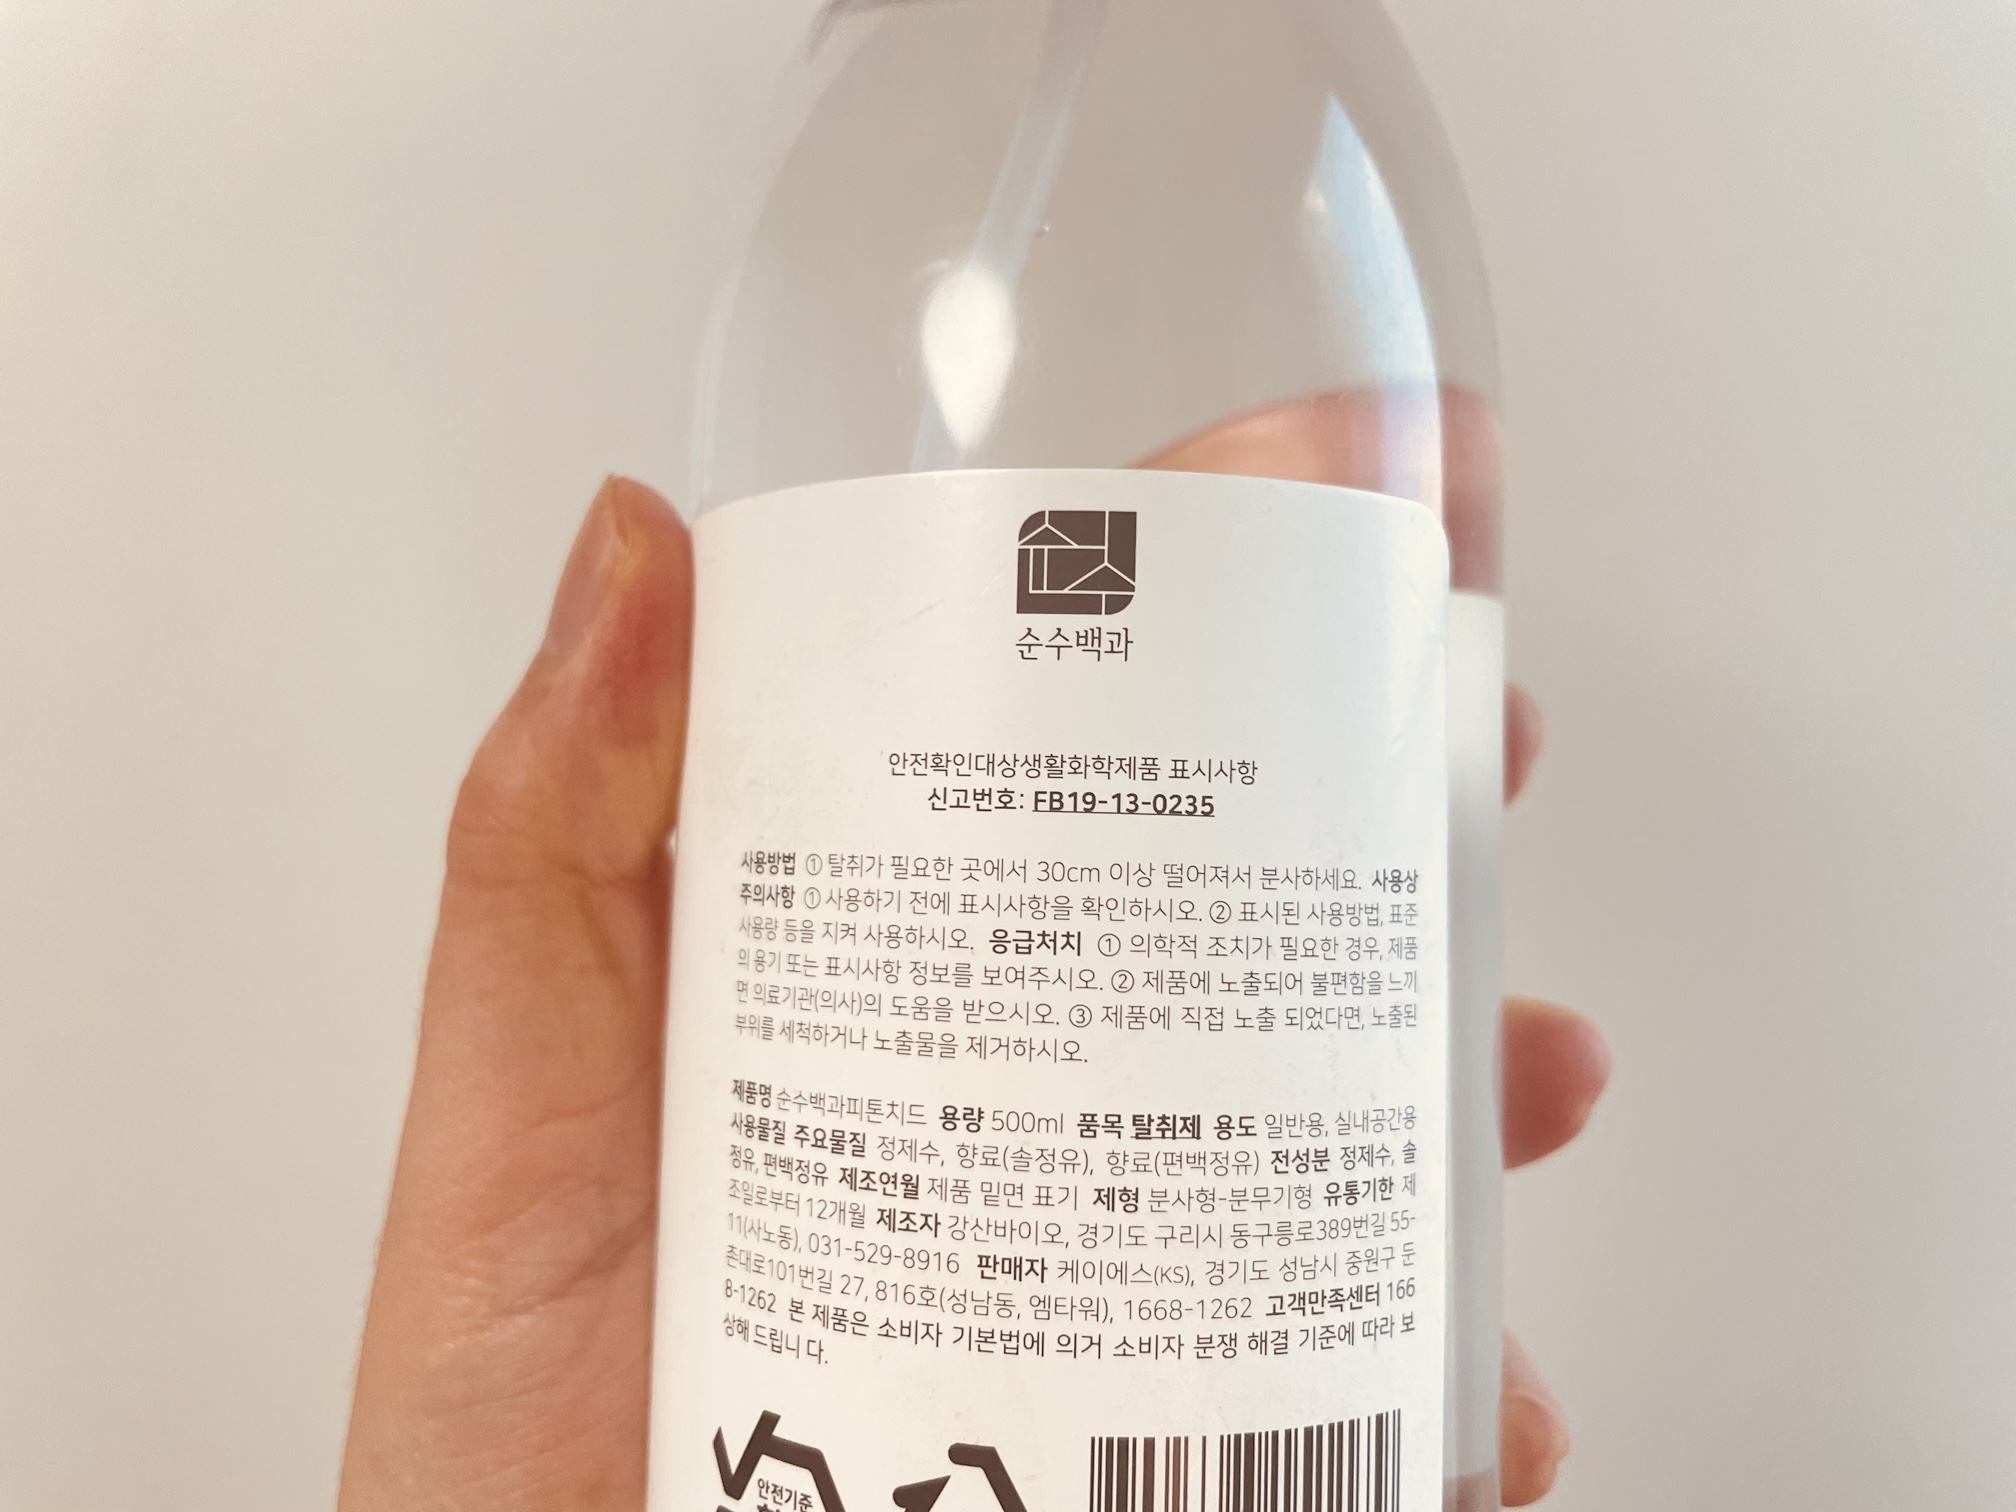 순수백과
안전확인대상생활화학제품 표시사항
신고번호: FB19-13-0235
사용방법 ① 탈취가 필요한 곳에서 30cm 이상 떨어져서 분사하세요. 사용상
주의사항 ① 사용하기 전에 표시사항을 확인하시오. ② 표시된 사용방법, 표준
사용량 등을 지켜 사용하시오. 응급처치 ① 의학적 조치가 필요한 경우, 제품
의 용기 또는 표시사항 정보를 보여주시오. ② 제품에 노출되어 불편함을 느끼
면 의료기관(의사)의 도움을 받으시오. ③ 제품에 직접 노출 되었다면, 노출된
부위를 세척하거나 노출물을 제거하시오.
제품명 순수백과피톤치드 용량 500ml 품목 탈취제 용도 일반용, 실내공간용
사용물질 주요물질 정제수, 향료(솔정유), 향료(편백정유) 전성분 정제수, 솔
정유, 편백정유 제조연월 제품 밑면 표기 제형 분사형-분무기형 유통기한 제
조일로부터 12개월 제조자 강산바이오, 경기도 구리시 동구릉로389번길 55-
11(사노동), 031-529-8916 판매자 케이에스(KS), 경기도 성남시 중원구 둔
촌대로101번길 27, 816호(성남동, 엠타워), 1668-1262 고객만족센터 166
8-1262 본 제품은 소비자 기본법에 의거 소비자 분쟁 해결 기준에 따라 보
상해 드립니 다.
안전기준